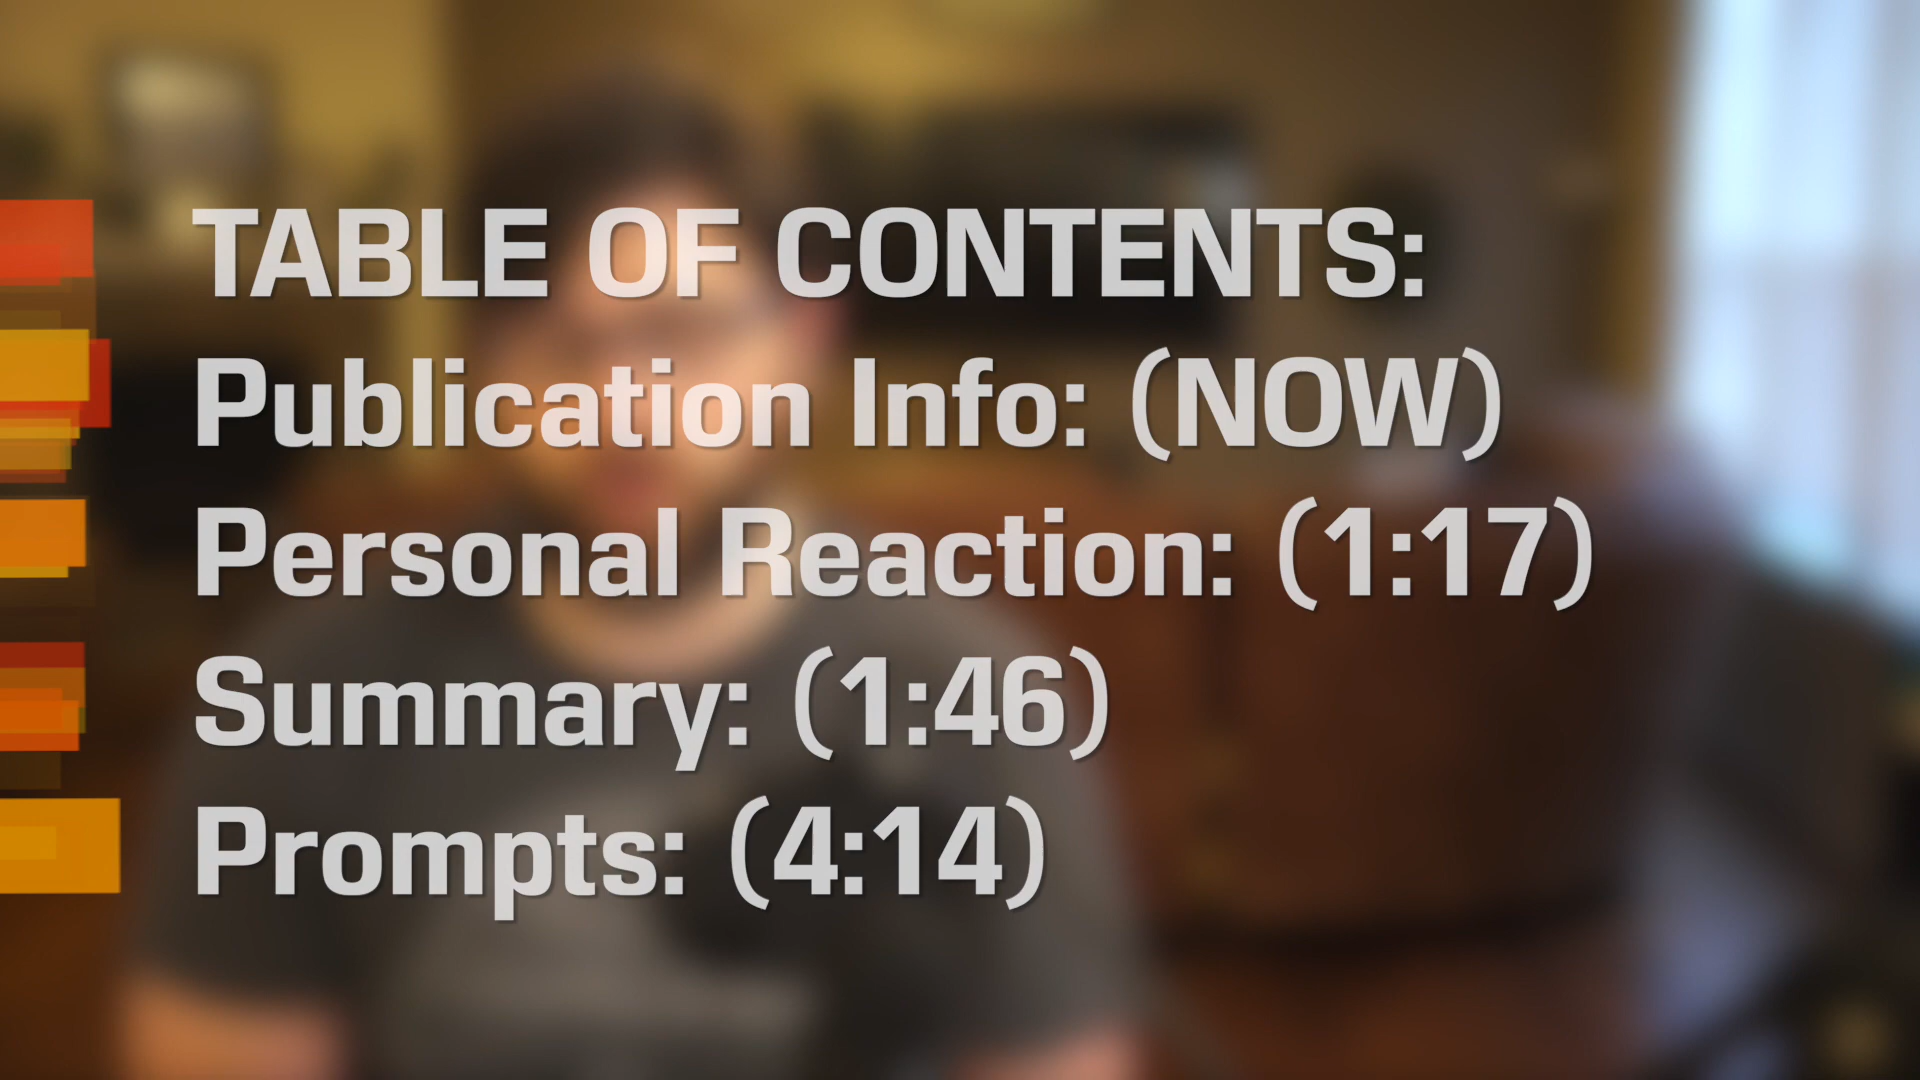 TABLE OF CONTENTS:
Publication Info: (NOW)
Personal Reaction: (1:17)
Summary: (1:46)
Prompts: (4:14)